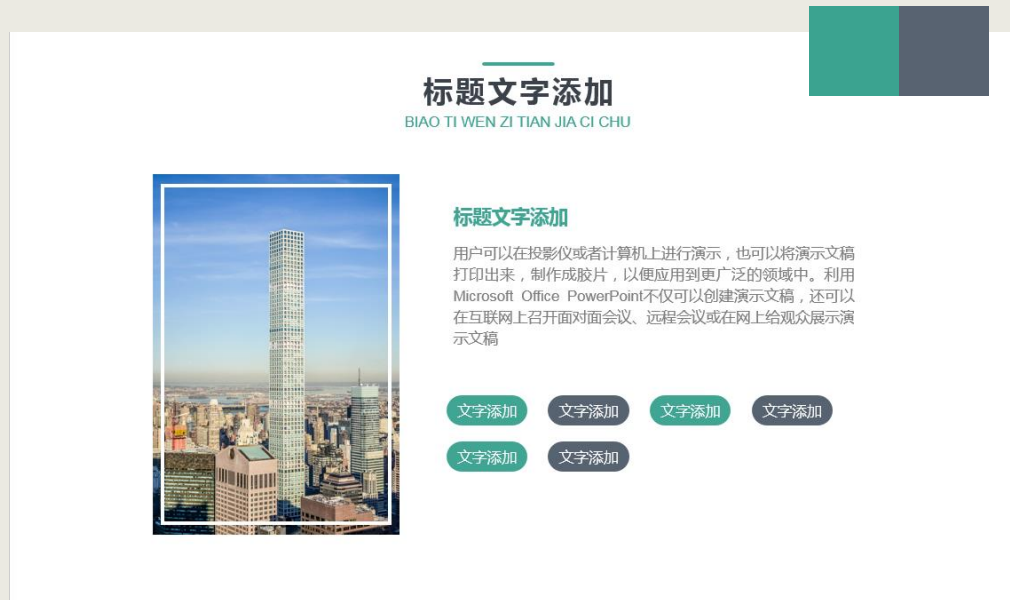 标题文字添加
BIAO TI WEN ZI TIAN JIA CI CHU
标题文字添加
用户可以在投影仪或者计算机上进行演示，也可以将演示文稿
打印出来，制作成胶片，以便应用到更广泛的领域中。利用
Microsoft Office PowerPoint不仅可以创建演示文稿，还可以
在互联网上召开面对面会议、远程会议或在网上给观众展示演
示文稿
文字添加 文字添加 文字添加 文字添加
文字添加 文字添加